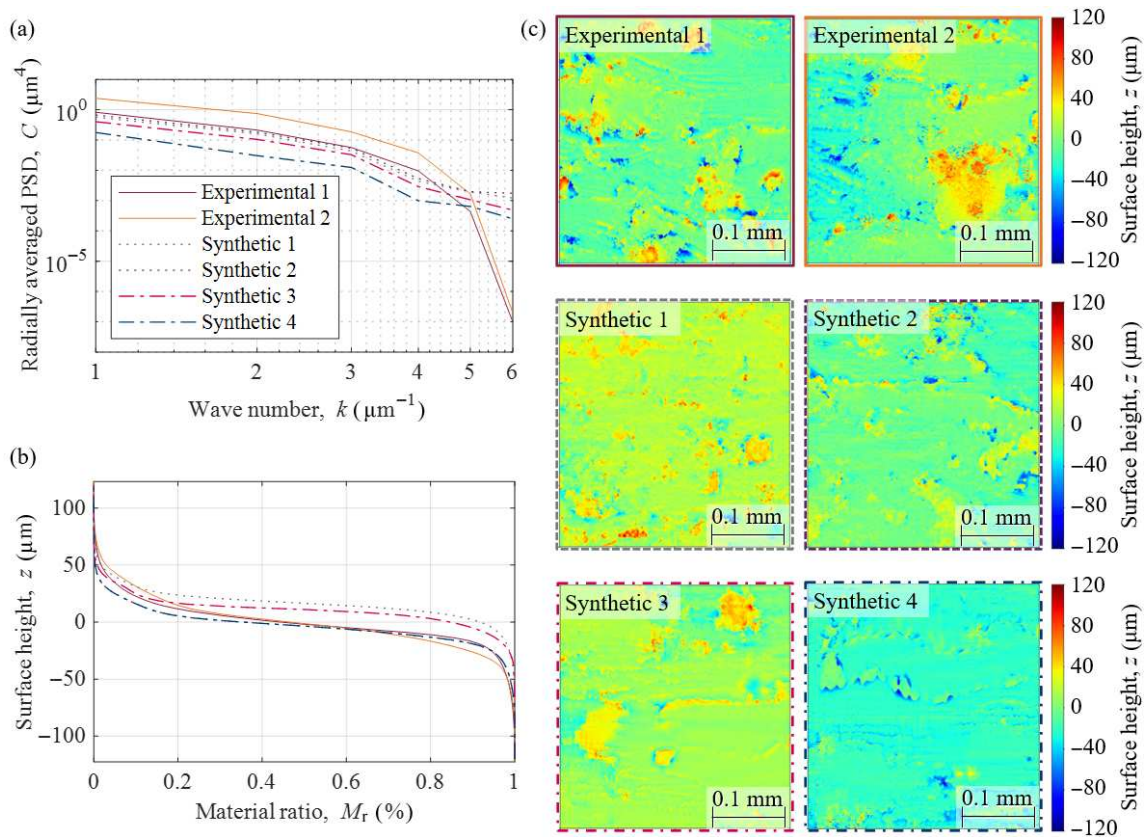 (a)
Radially averaged PSD, C (μm⁴)
10⁰
10⁻⁵
Experimental 1
Experimental 2
Synthetic 1
Synthetic 2
Synthetic 3
Synthetic 4
1 2 3 4 5 6
Wave number, k (μm⁻¹)
(b)
Surface height, z (μm)
100
50
0
−50
−100
0 0.2 0.4 0.6 0.8 1
Material ratio, Mᵣ (%)
(c)
Experimental 1
0.1 mm
Experimental 2
0.1 mm
120
80
40
0
−40
−80
−120
Surface height, z (μm)
Synthetic 1
0.1 mm
Synthetic 2
0.1 mm
120
80
40
0
−40
−80
−120
Surface height, z (μm)
Synthetic 3
0.1 mm
Synthetic 4
0.1 mm
120
80
40
0
−40
−80
−120
Surface height, z (μm)